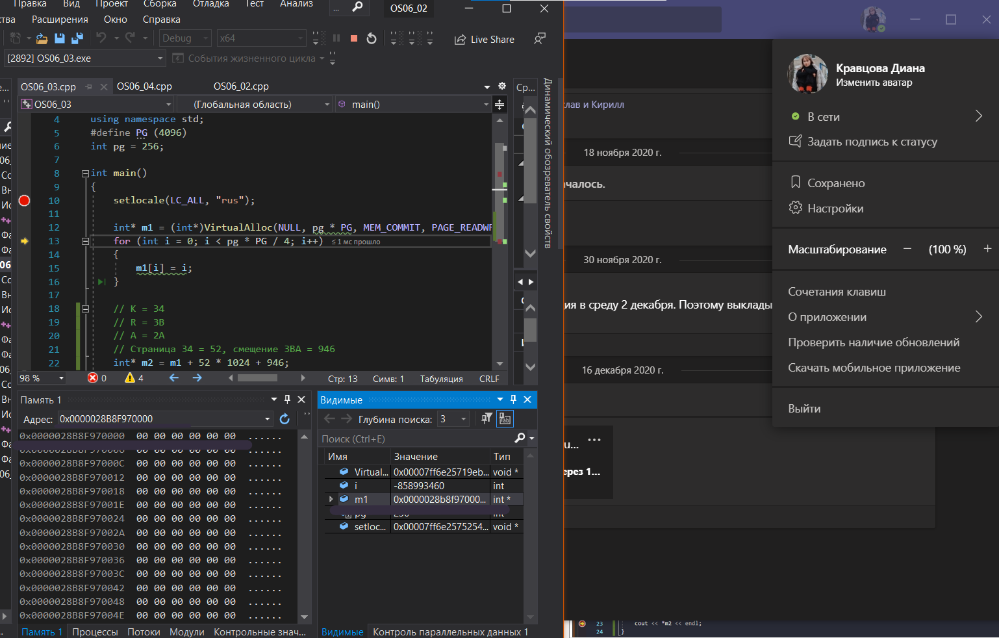 Правка Вид Проект Сборка Отладка Тест Анализ ... OS06_02
ства Расширения Окно Справка
Debug x64 Live Share
[2892] OS06_03.exe События жизненного цикла
OS06_03.cpp OS06_04.cpp OS06_02.cpp Ср...
OS06_03 (Глобальная область) main()
Динамический обозреватель свойств
4 using namespace std;
5 #define PG (4096)
6 int pg = 256;
7
8 int main()
9 {
10 setlocale(LC_ALL, "rus");
11
12 int* m1 = (int*)VirtualAlloc(NULL, pg * PG, MEM_COMMIT, PAGE_READWR
13 for (int i = 0; i < pg * PG / 4; i++) ≤ 1 мс прошло
14 {
15 m1[i] = i;
16 }
17
18 // K = 34
19 // R = 3B
20 // A = 2A
21 // Страница 34 = 52, смещение 3BA = 946
22 int* m2 = m1 + 52 * 1024 + 946;
98 % 0 4 Стр: 13 Симв: 1 Табуляция CRLF
Память 1
Адрес: 0x0000028B8F970000
0x0000028B8F970000 00 00 00 00 00 00 ......
0x0000028B8F970006 00 00 00 00 00 00 ......
0x0000028B8F97000C 00 00 00 00 00 00 ......
0x0000028B8F970012 00 00 00 00 00 00 ......
0x0000028B8F970018 00 00 00 00 00 00 ......
0x0000028B8F97001E 00 00 00 00 00 00 ......
0x0000028B8F970024 00 00 00 00 00 00 ......
0x0000028B8F97002A 00 00 00 00 00 00 ......
0x0000028B8F970030 00 00 00 00 00 00 ......
0x0000028B8F970036 00 00 00 00 00 00 ......
0x0000028B8F97003C 00 00 00 00 00 00 ......
0x0000028B8F970042 00 00 00 00 00 00 ......
0x0000028B8F970048 00 00 00 00 00 00 ......
0x0000028B8F97004E 00 00 00 00 00 00 ......
Память 1 Процессы Потоки Модули Контрольные знач...
Видимые
Глубина поиска: 3
Поиск (Ctrl+E)
Имя Значение Тип
Virtual... 0x00007ff6e25719eb... void *
i -858993460 int
m1 0x0000028b8f97000... int *
pg 256 int
setloc... 0x00007ff6e2575254... void *
Видимые Контроль параллельных данных 1
слав и Кирилл
18 ноября 2020 г.
ачалось.
30 ноября 2020 г.
ия в среду 2 декабря. Поэтому выклады
16 декабря 2020 г.
u... ...
ерез 1...
Кравцова Диана
Изменить аватар
В сети
Задать подпись к статусу
Сохранено
Настройки
Масштабирование − (100 %) +
Сочетания клавиш
О приложении
Проверить наличие обновлений
Скачать мобильное приложение
Выйти
23 cout << *m2 << endl;
24 }